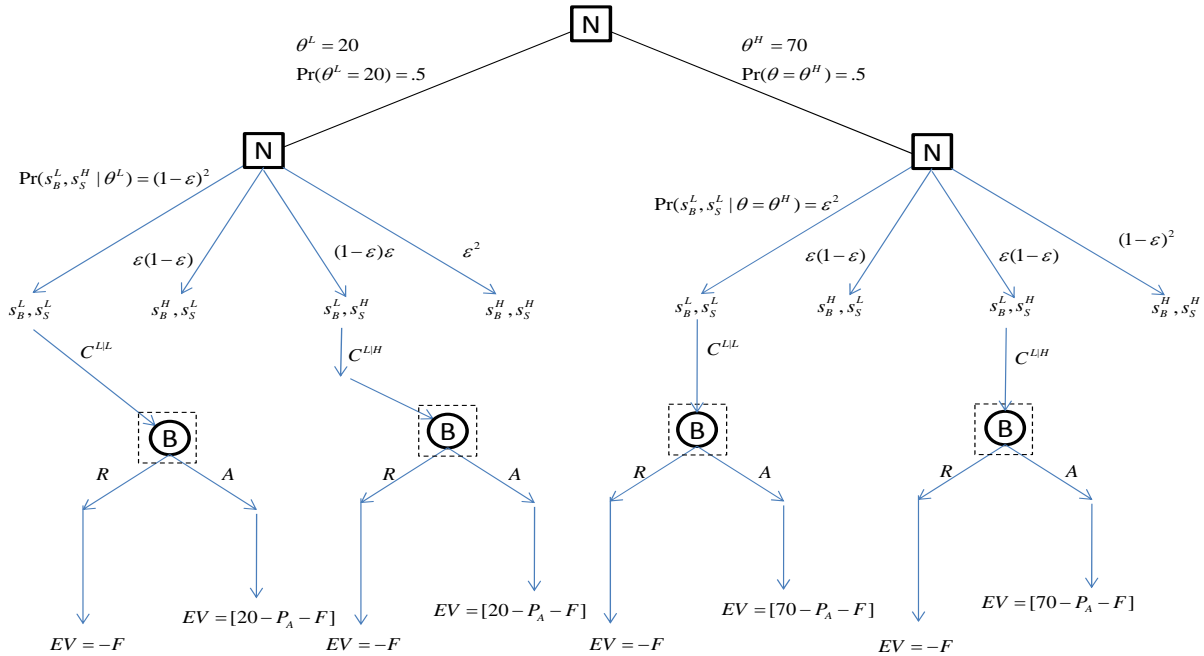 N
θ^L = 20
Pr(θ^L = 20) = .5
θ^H = 70
Pr(θ = θ^H) = .5
N
N
Pr(s_B^L, s_S^H | θ^L) = (1−ε)^2
ε(1−ε)
(1−ε)ε
ε^2
Pr(s_B^L, s_S^L | θ = θ^H) = ε^2
ε(1−ε)
ε(1−ε)
(1−ε)^2
s_B^L, s_S^L
s_B^H, s_S^L
s_B^L, s_S^H
s_B^H, s_S^H
s_B^L, s_S^L
s_B^H, s_S^L
s_B^L, s_S^H
s_B^H, s_S^H
C^{L|L}
C^{L|H}
C^{L|L}
C^{L|H}
B
B
B
B
R
A
R
A
R
A
R
A
EV = [20 − P_A − F]
EV = [20 − P_A − F]
EV = [70 − P_A − F]
EV = [70 − P_A − F]
EV = −F
EV = −F
EV = −F
EV = −F